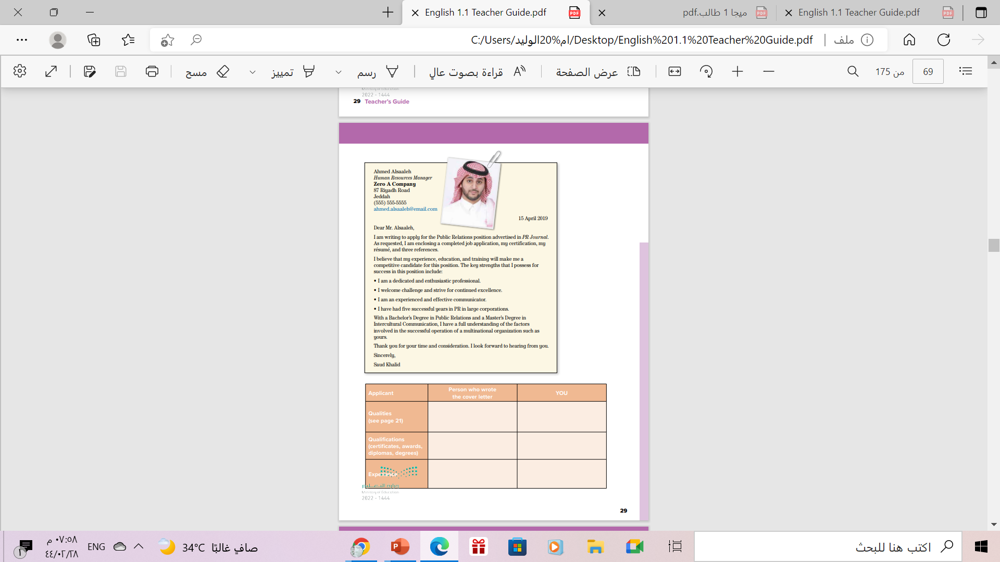 English 1.1 Teacher Guide.pdf
ميجا 1 طالب.pdf
English 1.1 Teacher Guide.pdf
C:/Users/ام%20الوليد/Desktop/English%201.1%20Teacher%20Guide.pdf
ملف
مسح
تمييز
رسم
قراءة بصوت عالٍ
عرض الصفحة
من 175
69
Ministry of Education
2022 - 1444
29 Teacher's Guide
Ahmed Alsaaleh
Human Resources Manager
Zero A Company
87 Riyadh Road
Jeddah
(555) 555-5555
ahmed.alsaaleh@email.com
15 April 2019
Dear Mr. Alsaaleh,
I am writing to apply for the Public Relations position advertised in PR Journal.
As requested, I am enclosing a completed job application, my certification, my
résumé, and three references.
I believe that my experience, education, and training will make me a
competitive candidate for this position. The key strengths that I possess for
success in this position include:
• I am a dedicated and enthusiastic professional.
• I welcome challenge and strive for continued excellence.
• I am an experienced and effective communicator.
• I have had five successful years in PR in large corporations.
With a Bachelor's Degree in Public Relations and a Master's Degree in
Intercultural Communication, I have a full understanding of the factors
involved in the successful operation of a multinational organization such as
yours.
Thank you for your time and consideration. I look forward to hearing from you.
Sincerely,
Saud Khalid
Applicant
Person who wrote
the cover letter
YOU
Qualities
(see page 21)
Qualifications
(certificates, awards,
diplomas, degrees)
Experience
وزارة التعليم
Ministry of Education
2022 - 1444
29
٠٧:٥٨ م
٤٤/٠٢/٢٨
ENG
34°C صافٍ غالبًا
اكتب هنا للبحث